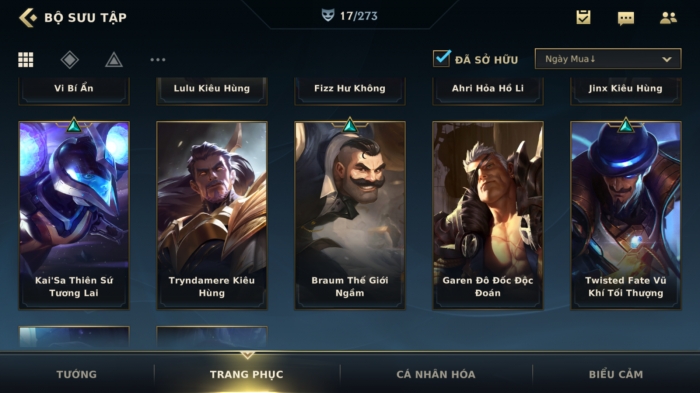 BỘ SƯU TẬP
17/273
ĐÃ SỞ HỮU
Ngày Mua↓
Vi Bí Ẩn
Lulu Kiêu Hùng
Fizz Hư Không
Ahri Hỏa Hồ Li
Jinx Kiêu Hùng
Kai'Sa Thiên Sứ
Tương Lai
Tryndamere Kiêu
Hùng
Braum Thế Giới
Ngầm
Garen Đô Đốc Độc
Đoán
Twisted Fate Vũ
Khí Tối Thượng
TƯỚNG
TRANG PHỤC
CÁ NHÂN HÓA
BIỂU CẢM